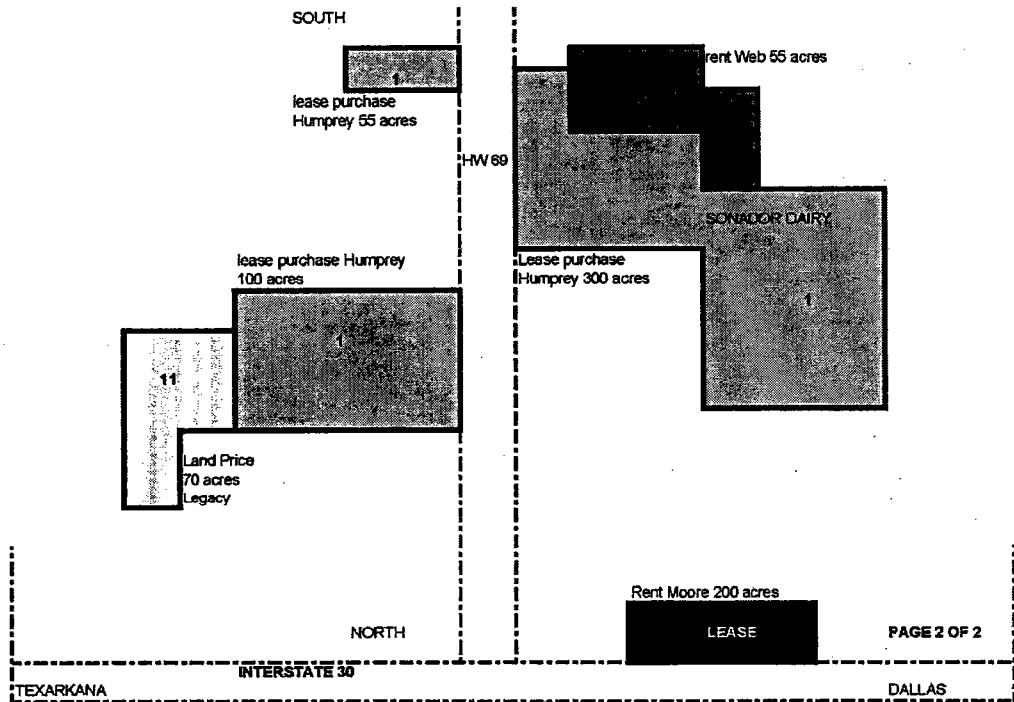 SOUTH
1
lease purchase
Humprey 55 acres
HW 69
rent Web 55 acres
SONADOR DAIRY
Lease purchase
Humprey 300 acres
1
lease purchase Humprey
100 acres
1
11
Land Price
70 acres
Legacy
Rent Moore 200 acres
LEASE
NORTH
PAGE 2 OF 2
INTERSTATE 30
TEXARKANA
DALLAS